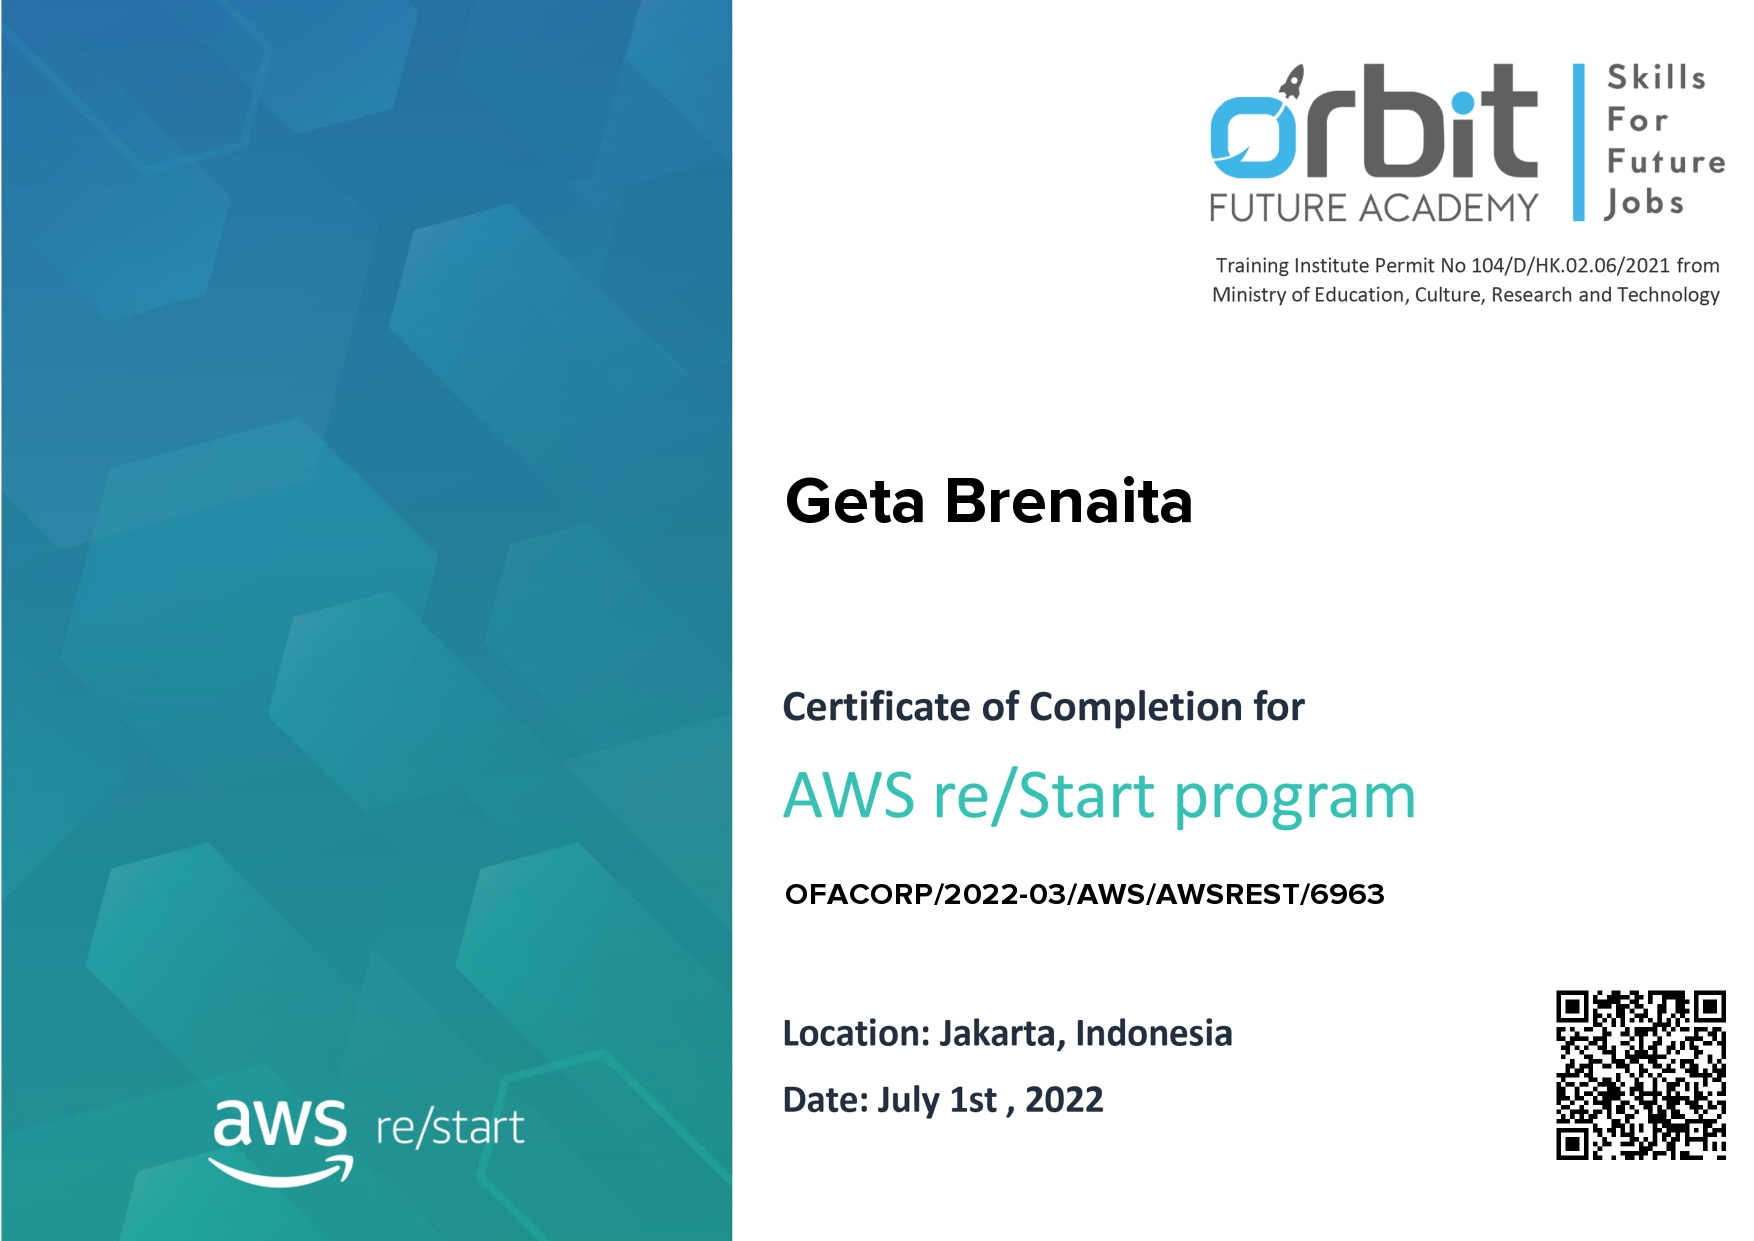 orbit
FUTURE ACADEMY
Skills
For
Future
Jobs
Training Institute Permit No 104/D/HK.02.06/2021 from
Ministry of Education, Culture, Research and Technology
Geta Brenaita
Certificate of Completion for
AWS re/Start program
OFACORP/2022-03/AWS/AWSREST/6963
Location: Jakarta, Indonesia
Date: July 1st , 2022
aws re/start